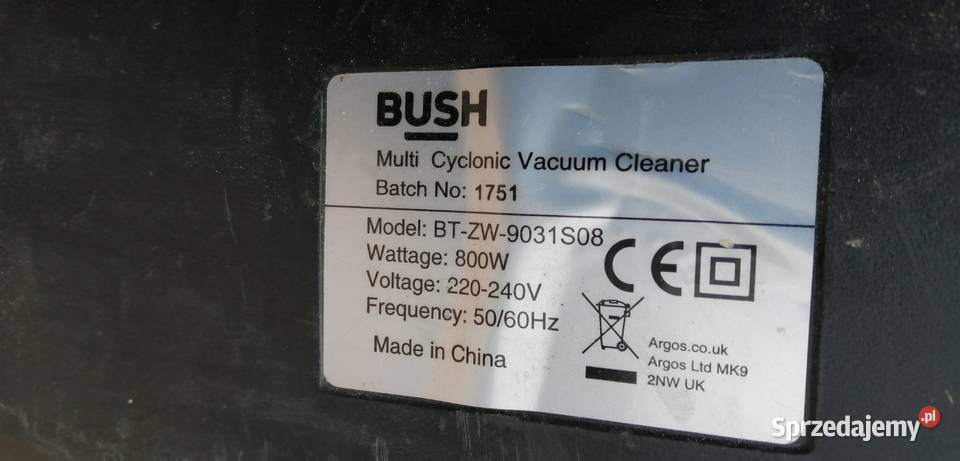 BUSH
Multi Cyclonic Vacuum Cleaner
Batch No: 1751
Model: BT-ZW-9031S08
Wattage: 800W
Voltage: 220-240V
Frequency: 50/60Hz
Made in China
CE
Argos.co.uk
Argos Ltd MK9
2NW UK
Sprzedajemy.pl